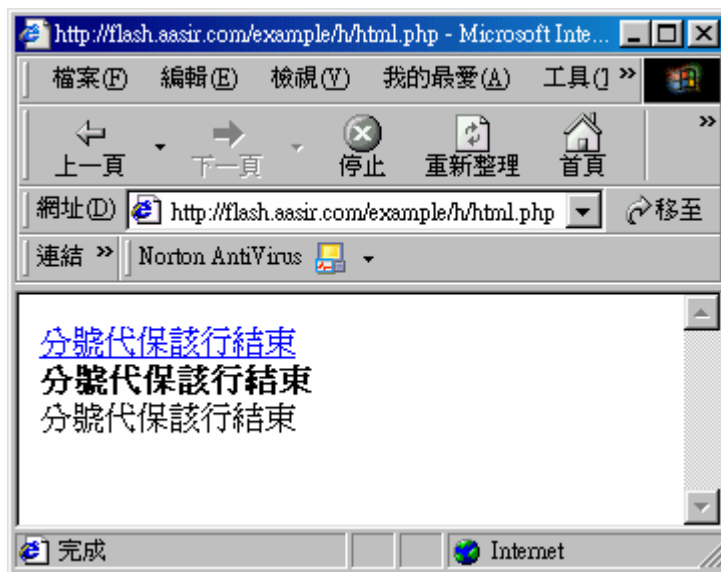 http://flash.aasir.com/example/h/html.php - Microsoft Inte...
檔案(F) 編輯(E) 檢視(V) 我的最愛(A) 工具(T »
上一頁 下一頁 停止 重新整理 首頁 »
網址(D) http://flash.aasir.com/example/h/html.php 移至
連結 » Norton AntiVirus
分號代保該行結束
分號代保該行結束
分號代保該行結束
完成 Internet